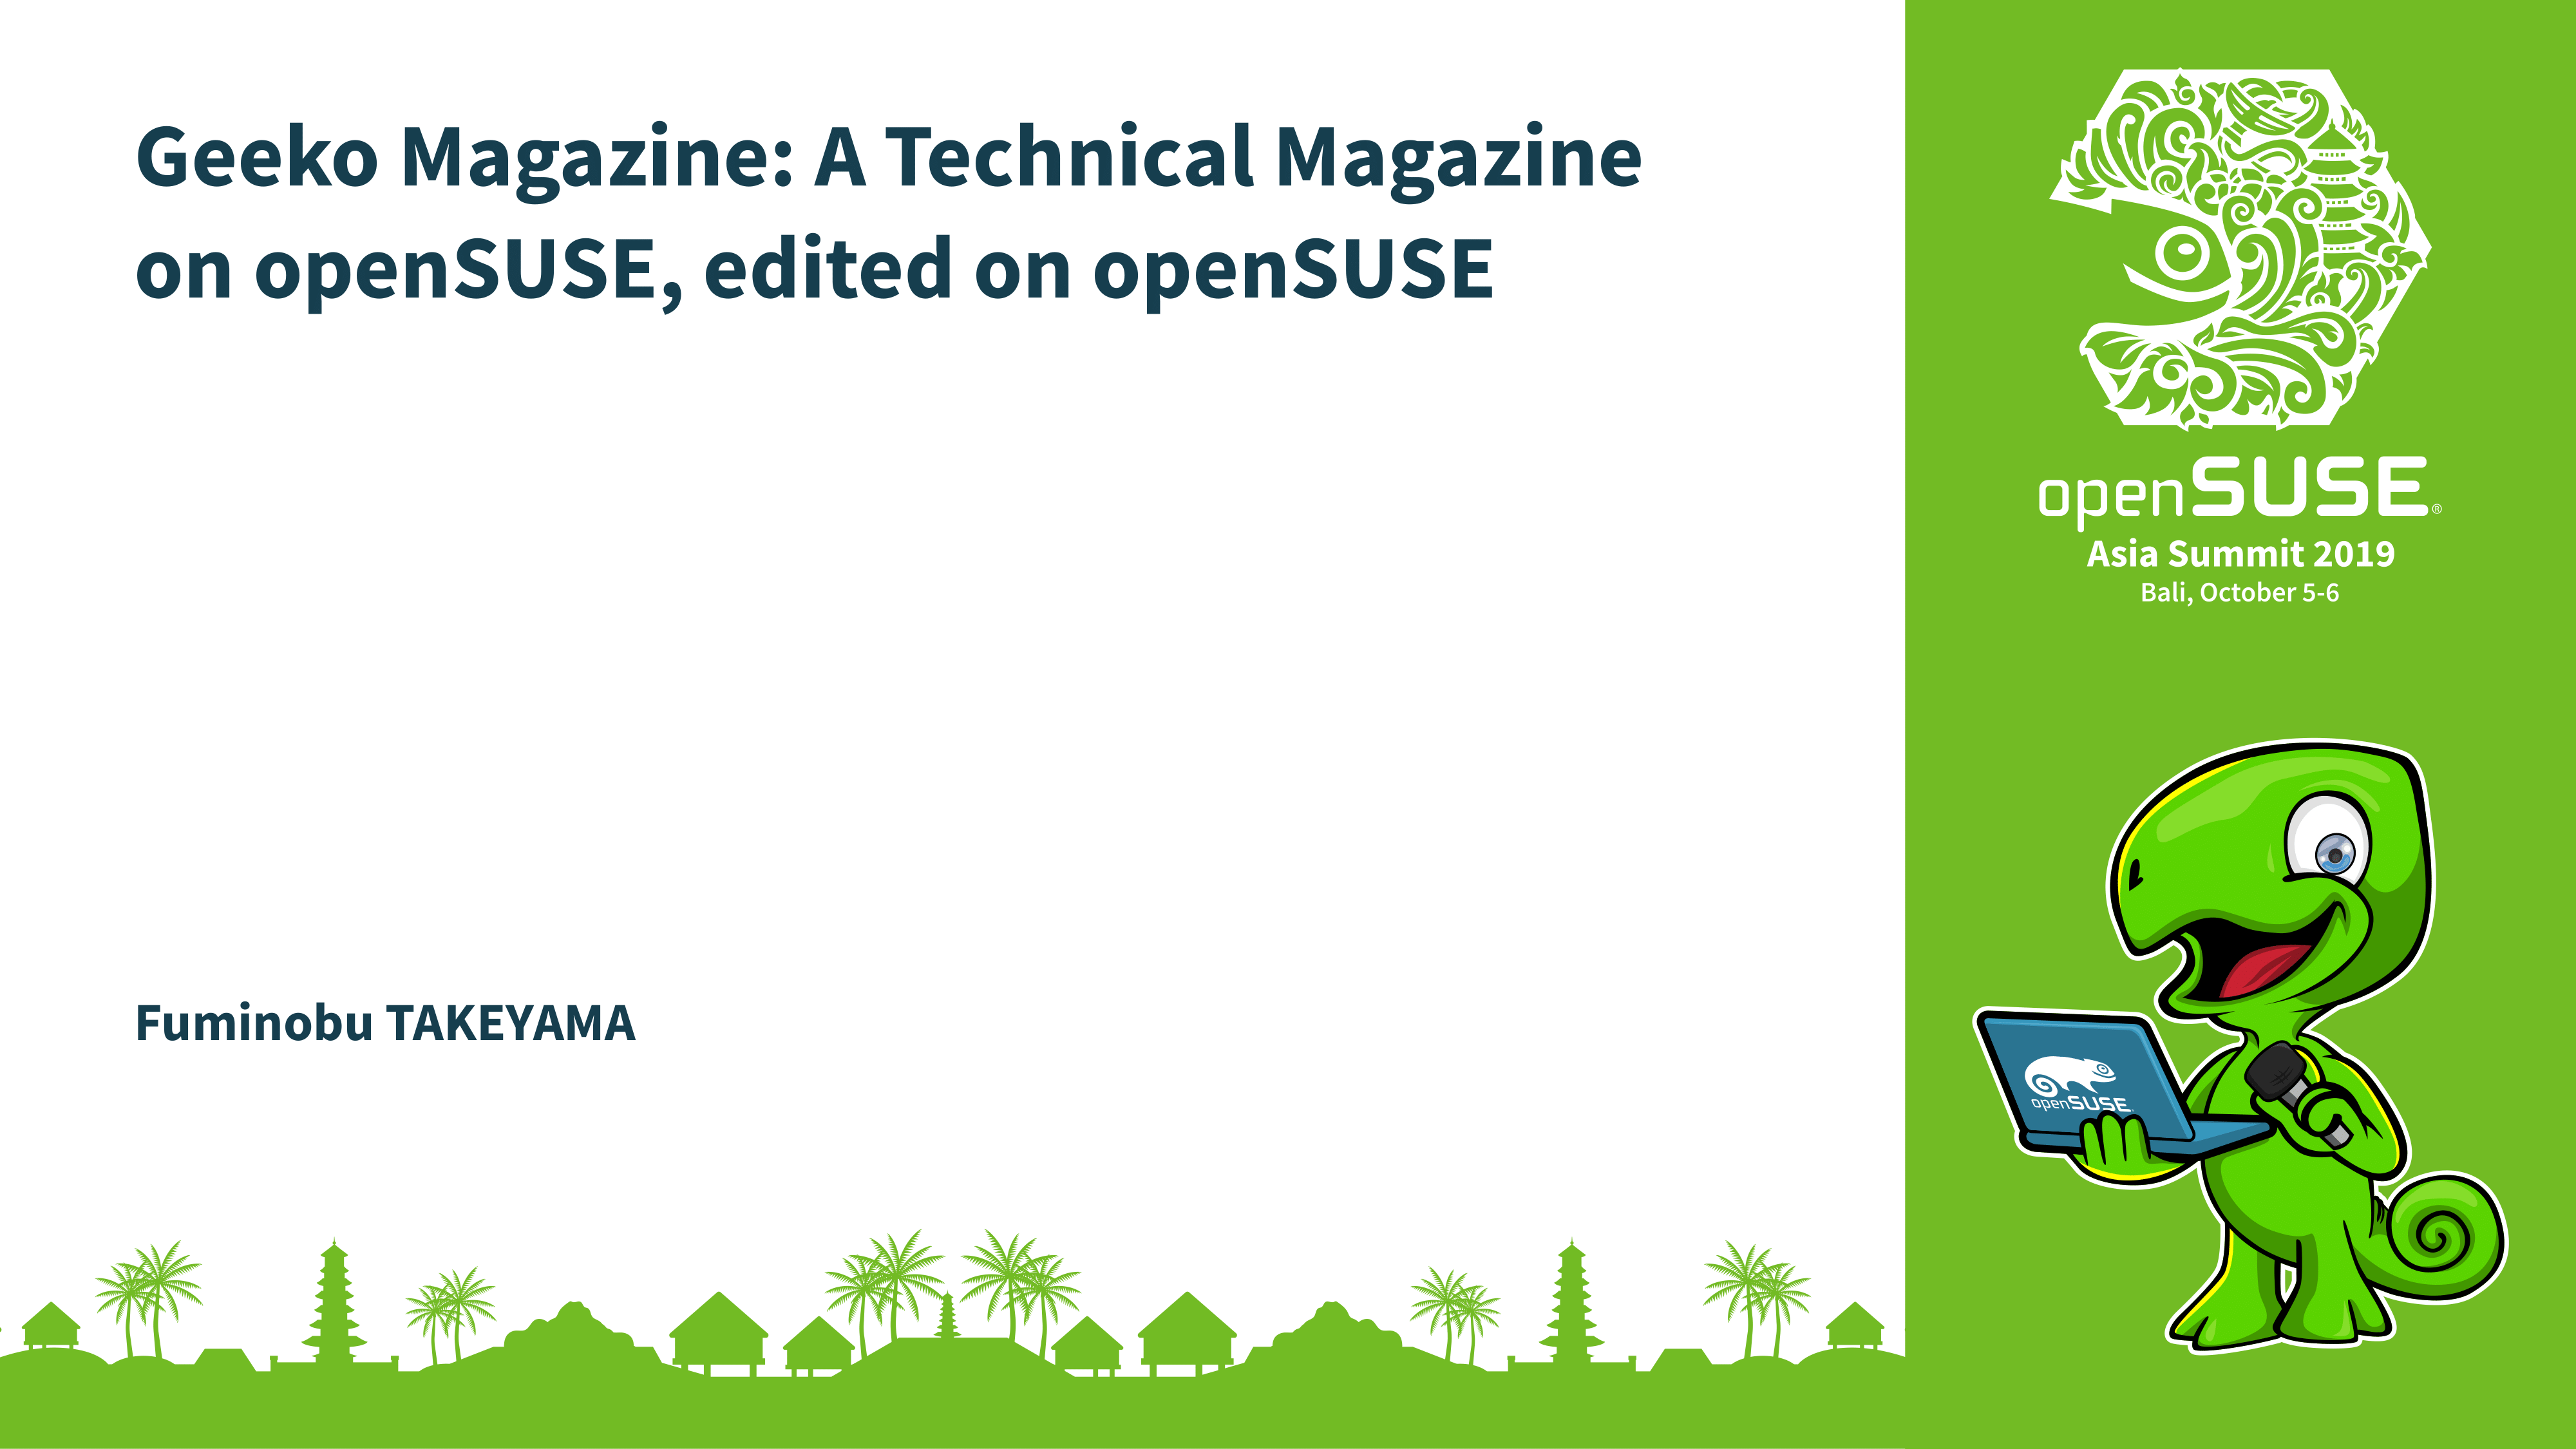 Geeko Magazine: A Technical Magazine
on openSUSE, edited on openSUSE
Fuminobu TAKEYAMA
openSUSE®
Asia Summit 2019
Bali, October 5-6
openSUSE